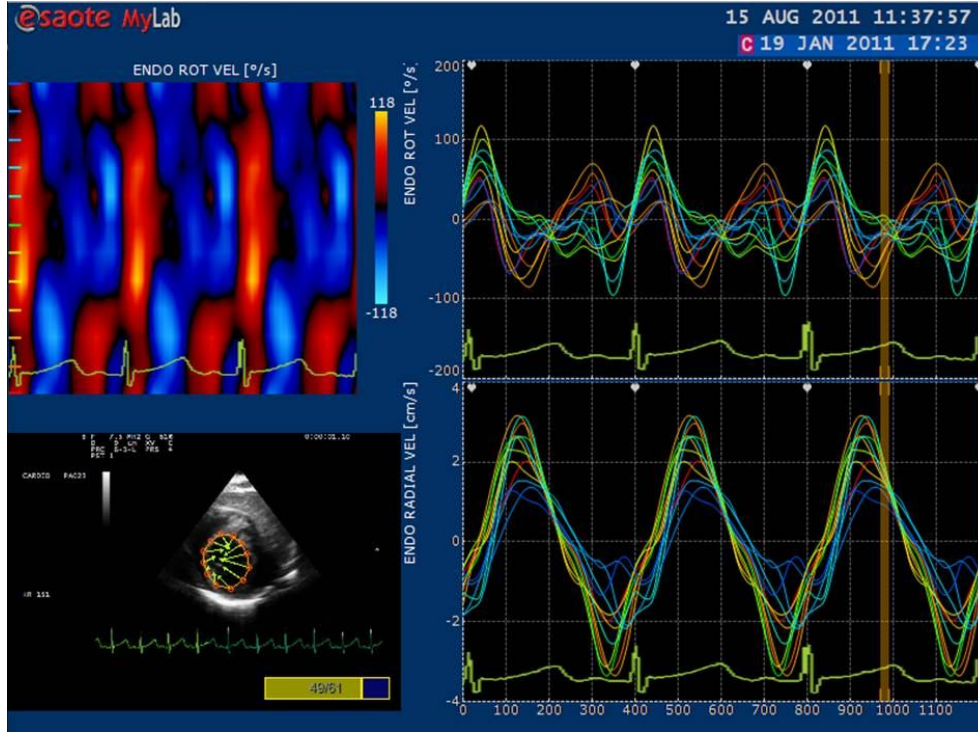 esaote MyLab
15 AUG 2011 11:37:57
C 19 JAN 2011 17:23
ENDO ROT VEL [°/s]
118
-118
ENDO ROT VEL [°/s]
200
100
0
-100
-200
ENDO RADIAL VEL [cm/s]
4
2
0
-2
-4
0 100 200 300 400 500 600 700 800 900 1000 1100
CARDIO PA023
49/61